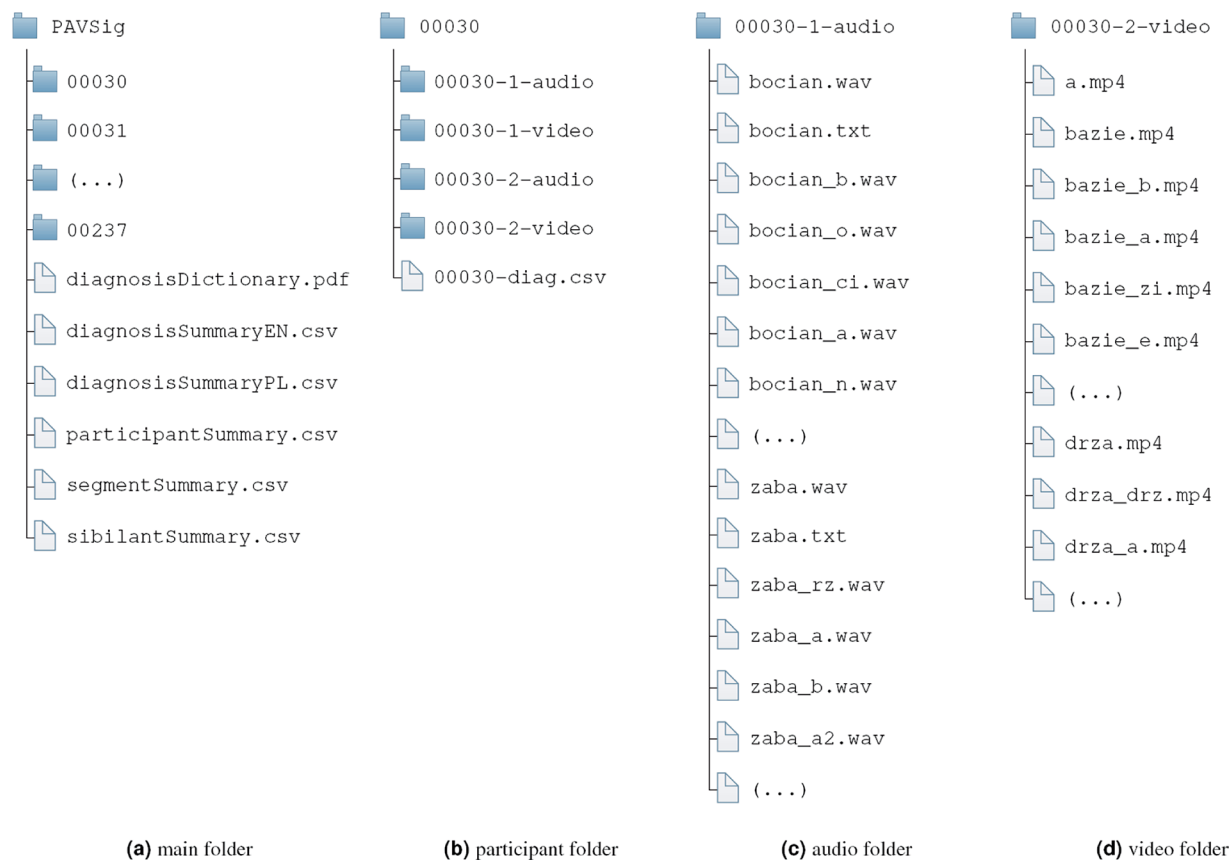 PAVSig
00030
00031
(...)
00237
diagnosisDictionary.pdf
diagnosisSummaryEN.csv
diagnosisSummaryPL.csv
participantSummary.csv
segmentSummary.csv
sibilantSummary.csv
(a) main folder
00030
00030-1-audio
00030-1-video
00030-2-audio
00030-2-video
00030-diag.csv
(b) participant folder
00030-1-audio
bocian.wav
bocian.txt
bocian_b.wav
bocian_o.wav
bocian_ci.wav
bocian_a.wav
bocian_n.wav
(...)
zaba.wav
zaba.txt
zaba_rz.wav
zaba_a.wav
zaba_b.wav
zaba_a2.wav
(...)
(c) audio folder
00030-2-video
a.mp4
bazie.mp4
bazie_b.mp4
bazie_a.mp4
bazie_zi.mp4
bazie_e.mp4
(...)
drza.mp4
drza_drz.mp4
drza_a.mp4
(...)
(d) video folder